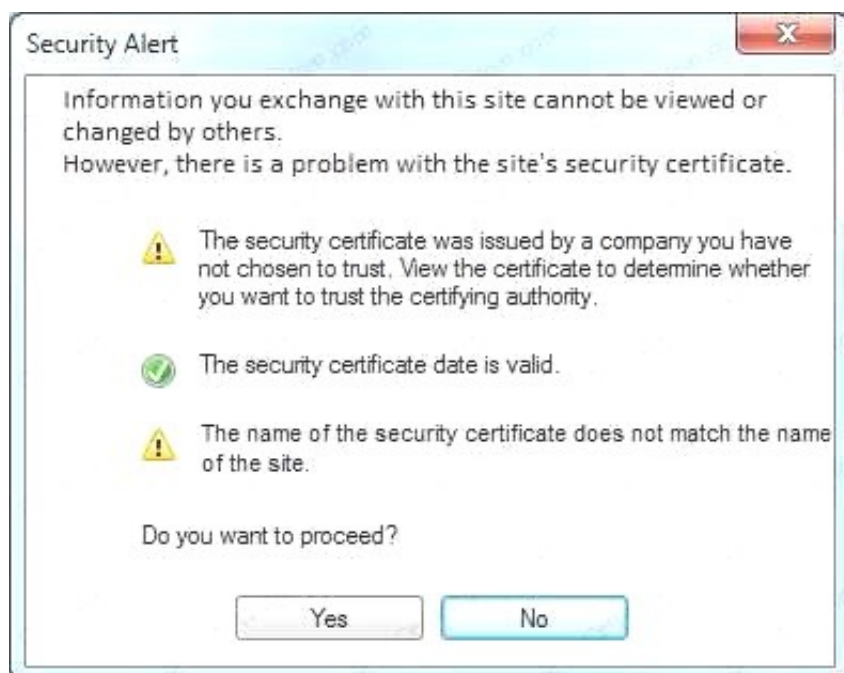 Security Alert
Information you exchange with this site cannot be viewed or
changed by others.
However, there is a problem with the site's security certificate.
The security certificate was issued by a company you have
not chosen to trust. View the certificate to determine whether
you want to trust the certifying authority.
The security certificate date is valid.
The name of the security certificate does not match the name
of the site.
Do you want to proceed?
Yes
No